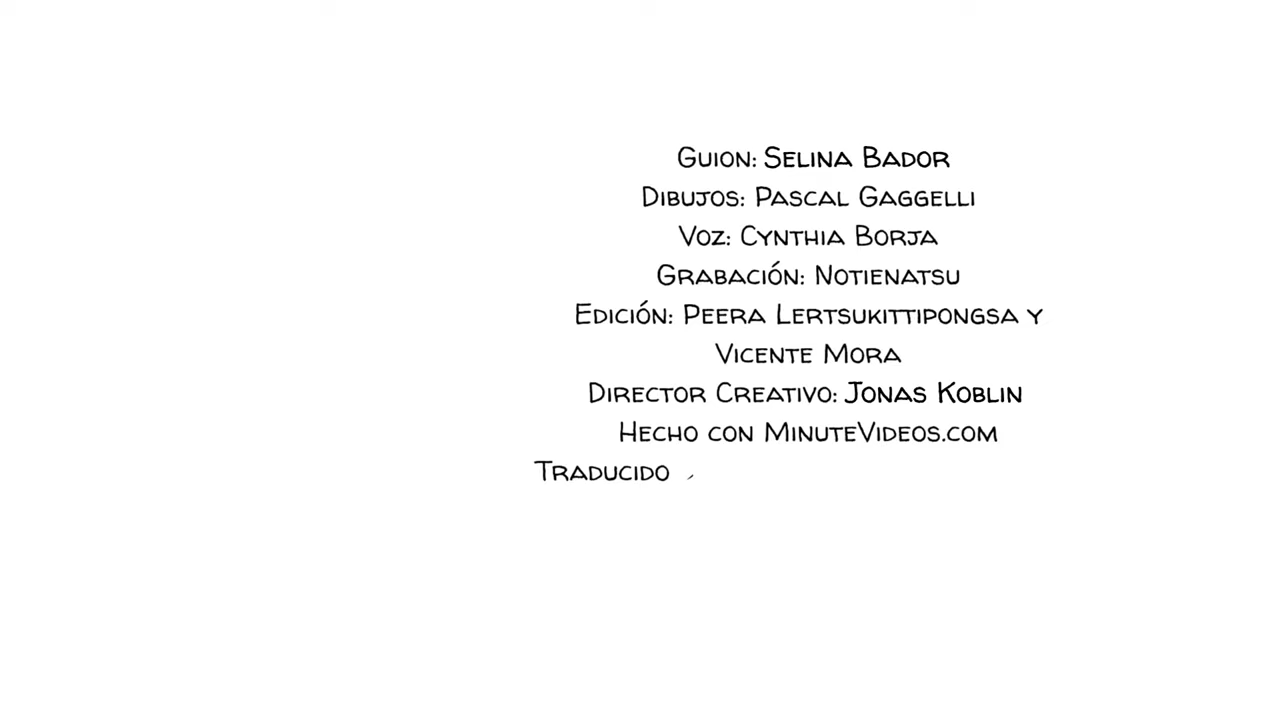 Guion: Selina Bador
Dibujos: Pascal Gaggelli
Voz: Cynthia Borja
Grabación: Notienatsu
Edición: Peera Lertsukittipongsa y
Vicente Mora
Director Creativo: Jonas Koblin
Hecho con MinuteVideos.com
Traducido